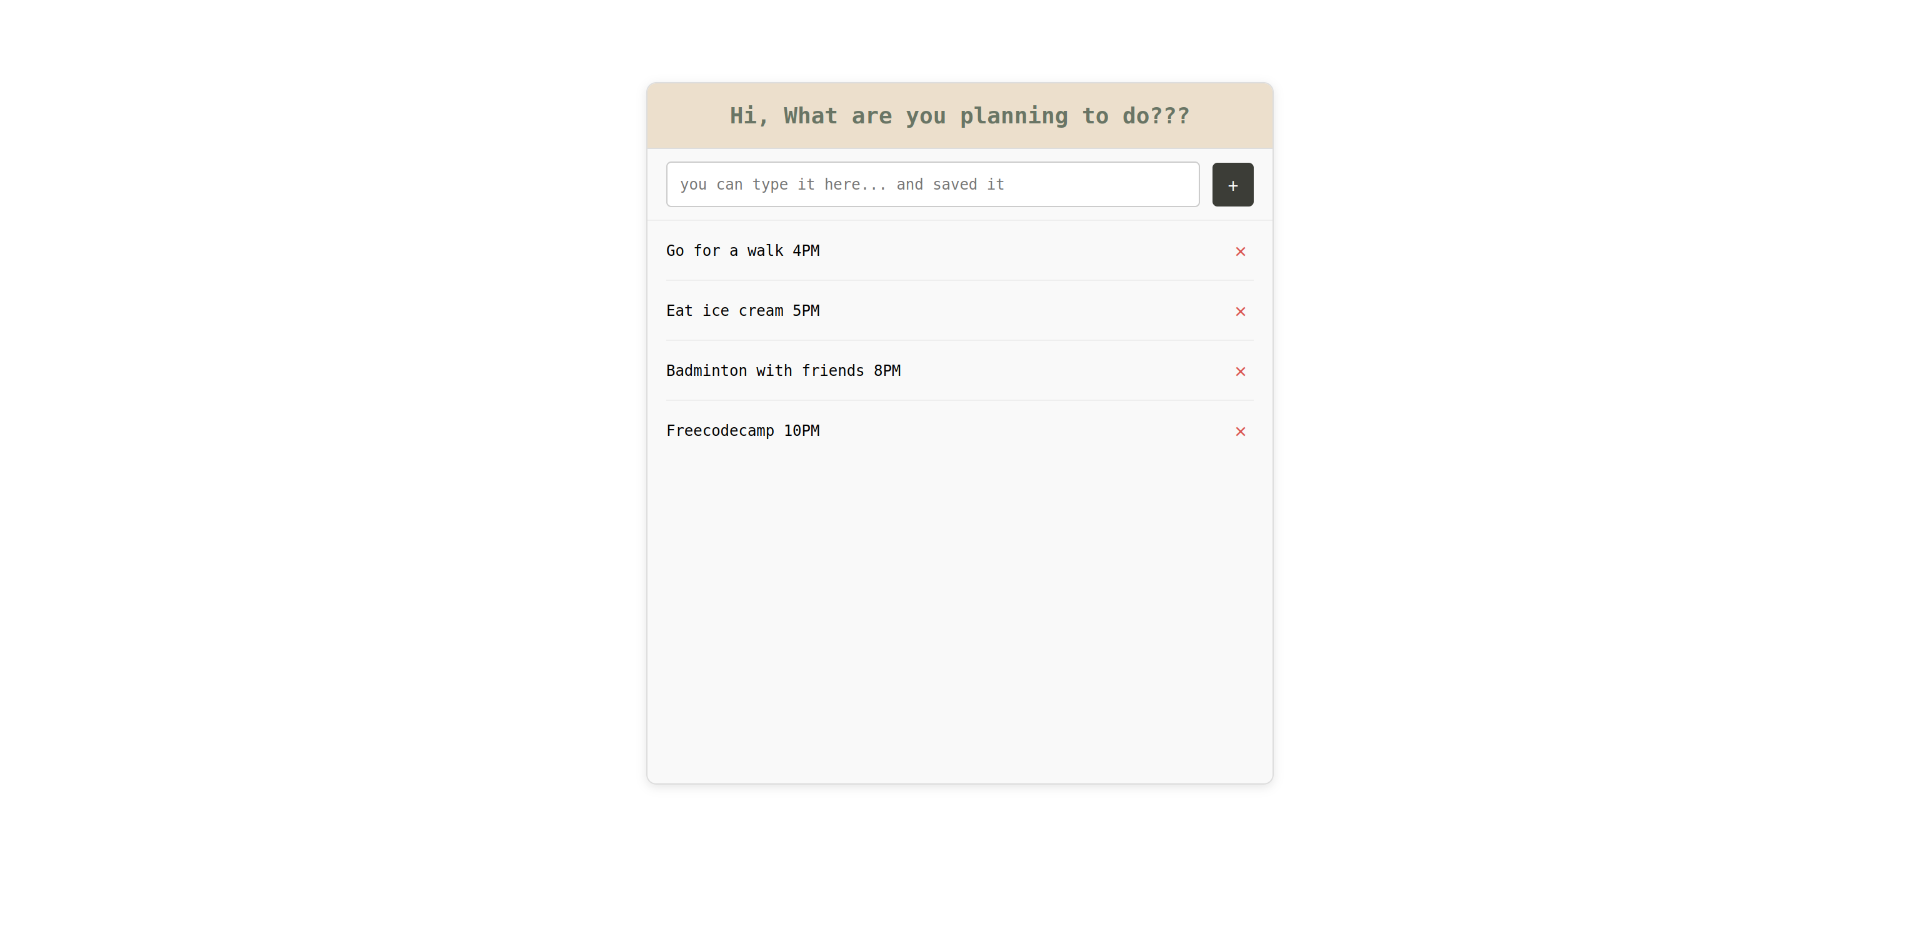 Hi, What are you planning to do???
you can type it here... and saved it
+
Go for a walk 4PM ×
Eat ice cream 5PM ×
Badminton with friends 8PM ×
Freecodecamp 10PM ×